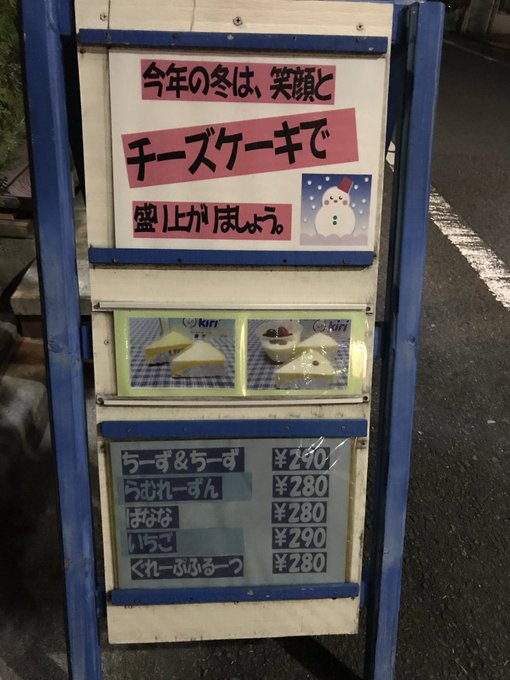 今年の冬は、笑顔と
チーズケーキで
盛り上がりましょう。
kiri
kiri
ちーず&ちーず ¥290
らむれーずん ¥280
ばなな ¥280
いちご ¥290
ぐれーぷふるーつ ¥280